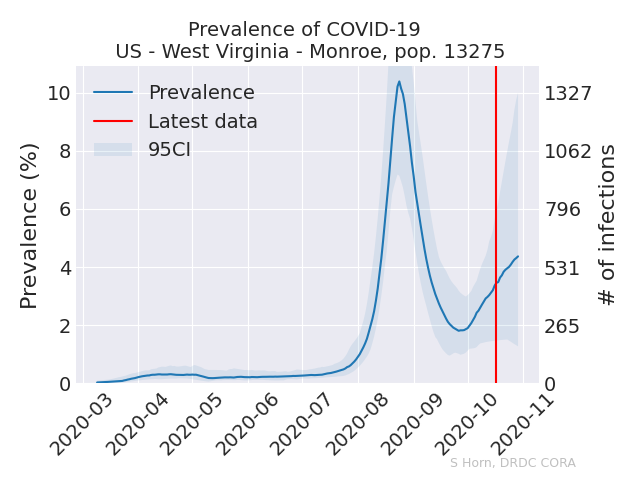 Prevalence of COVID-19
US - West Virginia - Monroe, pop. 13275
Prevalence
Latest data
95CI
Prevalence (%)
10
8
6
4
2
0
1327
1062
796
531
265
0
# of infections
2020-03
2020-04
2020-05
2020-06
2020-07
2020-08
2020-09
2020-10
2020-11
S Horn, DRDC CORA